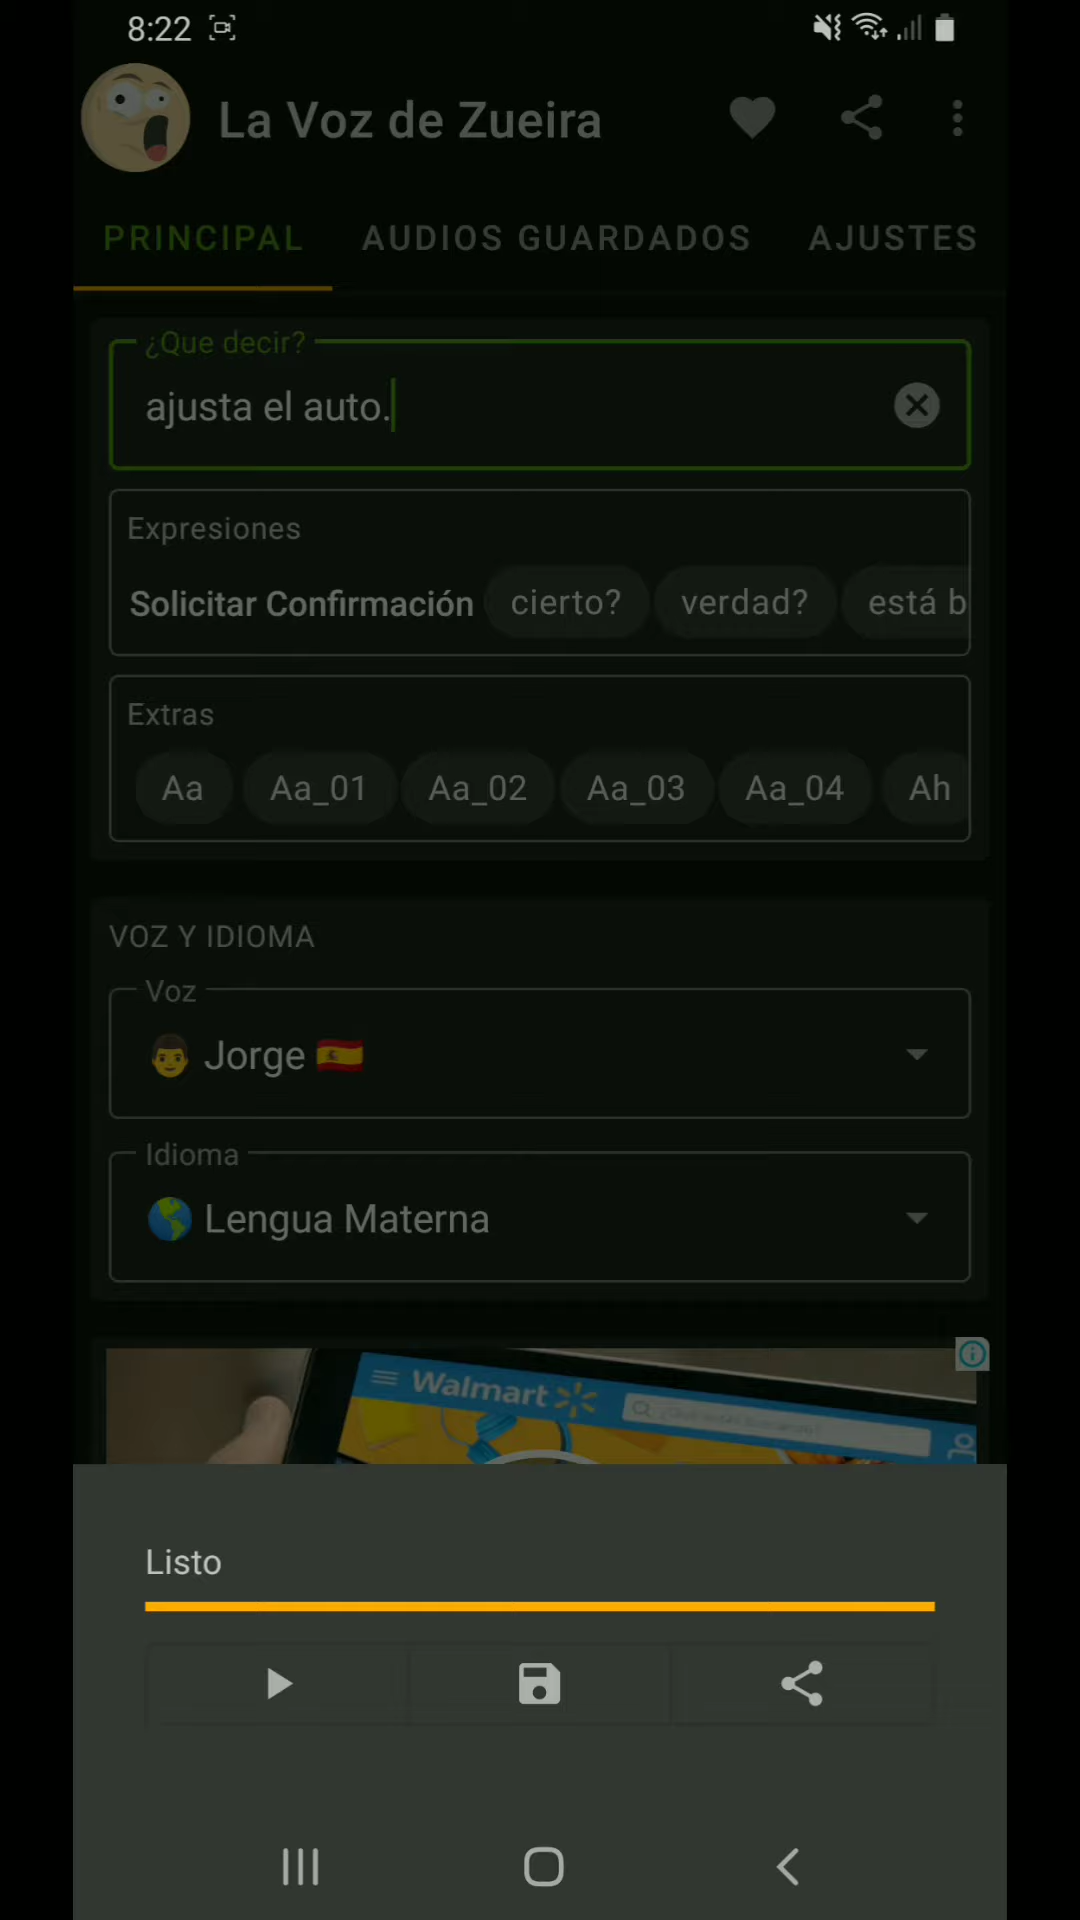 8:22
La Voz de Zueira
PRINCIPAL AUDIOS GUARDADOS AJUSTES
¿Que decir?
ajusta el auto.
Expresiones
Solicitar Confirmación cierto? verdad? está b
Extras
Aa Aa_01 Aa_02 Aa_03 Aa_04 Ah
VOZ Y IDIOMA
Voz
Jorge
Idioma
Lengua Materna
Walmart
Listo